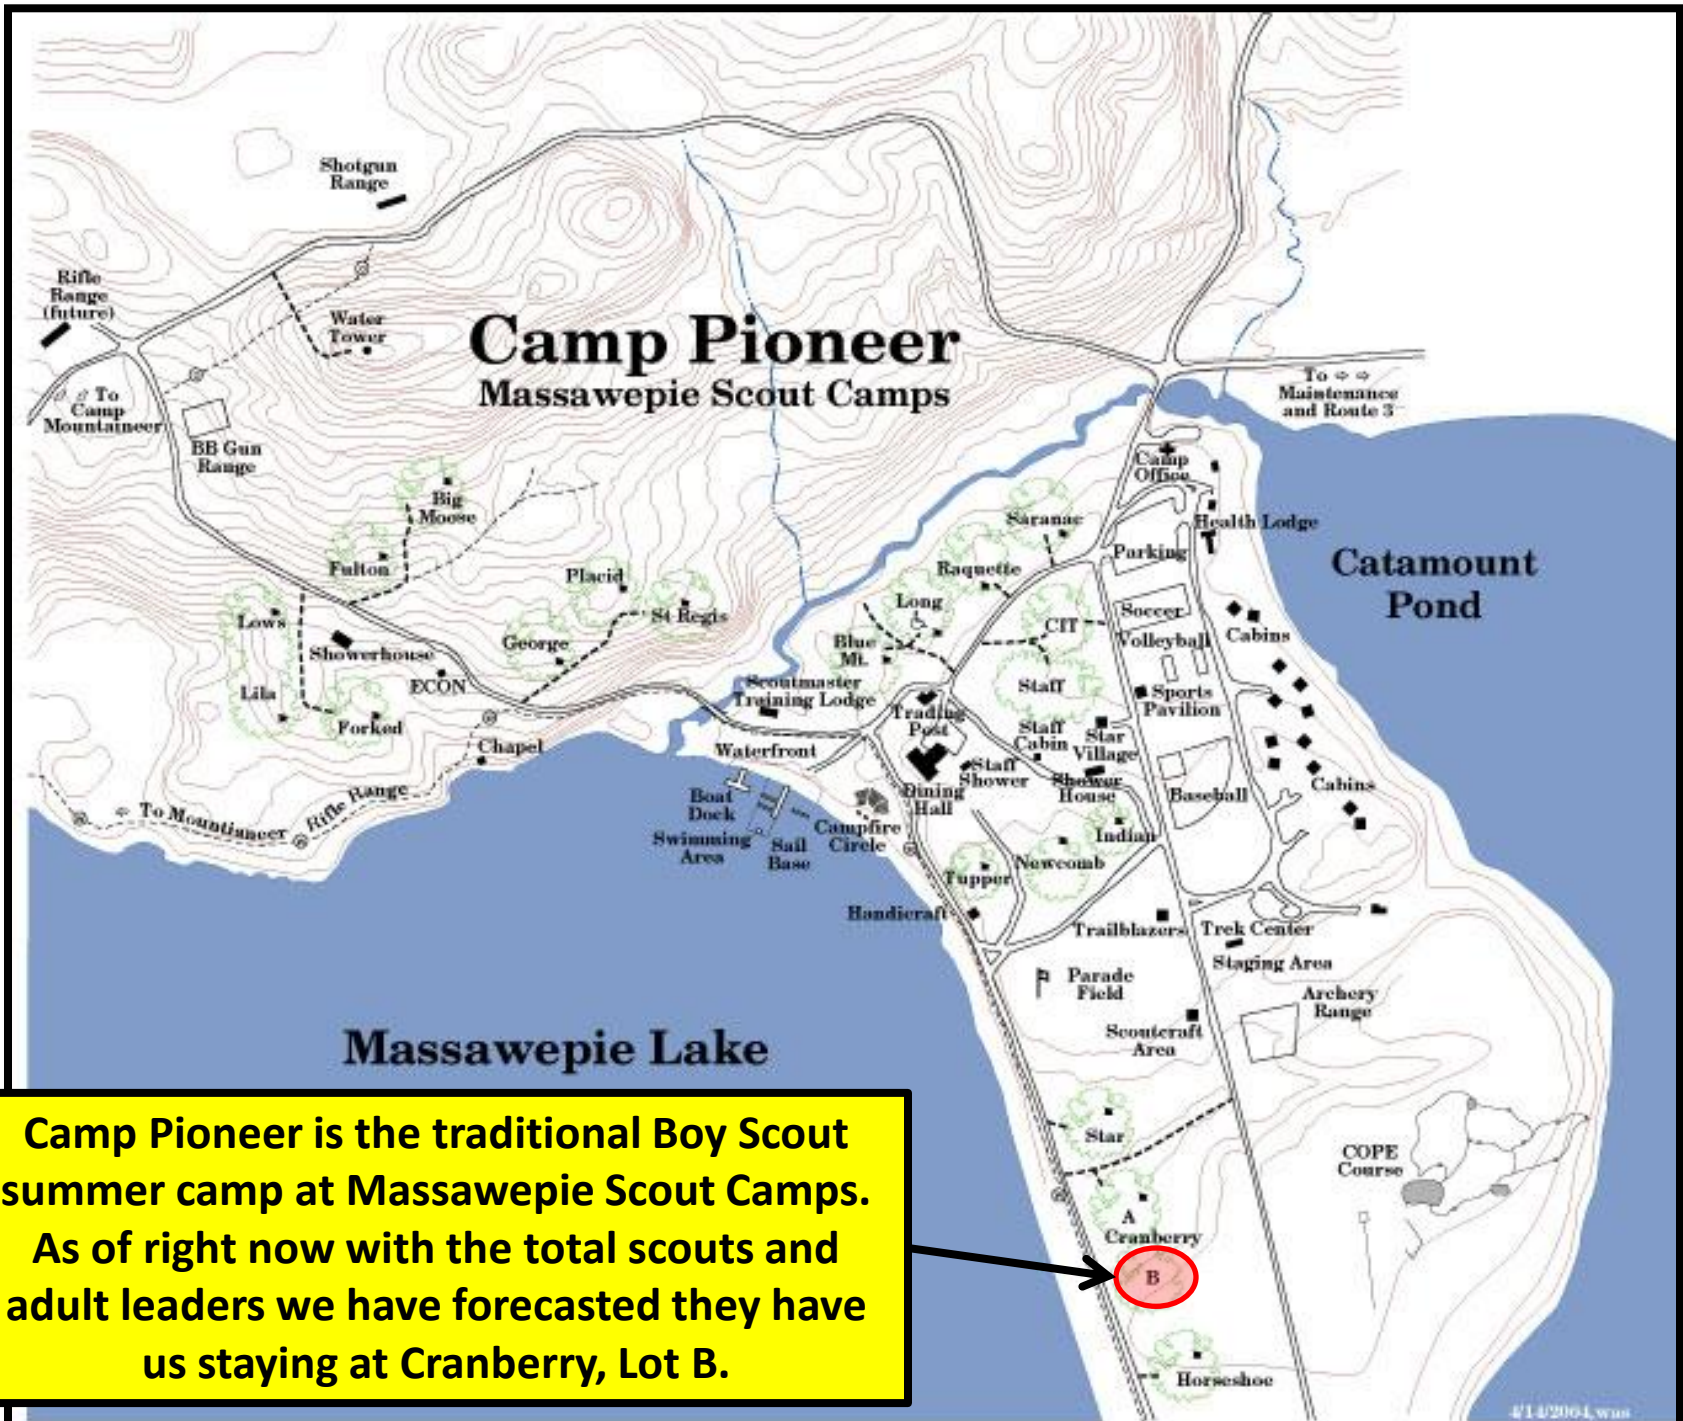 Shotgun
Range
Rifle
Range
(future)
Water
Tower
Camp Pioneer
Massawepie Scout Camps
To
Camp
Mountaineer
BB Gun
Range
To
Maintenance
and Route 3
Camp
Office
Big
Moose
Saranac
Health Lodge
Parking
Catamount
Pond
Fulton
Placid
Raquette
St Regis
Long
Soccer
Lows
CIT
Volleyball
Cabins
George
Blue
Mt.
Showerhouse
ECON
Scoutmaster
Training Lodge
Staff
Sports
Pavilion
Lila
Forked
Trading
Post
Staff
Cabin
Star
Village
Chapel
Waterfront
Staff
Shower
Shower
House
Boat
Dock
Dining
Hall
Baseball
Cabins
To Mountianeer
Rifle Range
Swimming
Area
Sail
Base
Campfire
Circle
Indian
Newcomb
Tupper
Handicraft
Trailblazers
Trek Center
Staging Area
Parade
Field
Archery
Range
Scoutcraft
Area
Massawepie Lake
Camp Pioneer is the traditional Boy Scout
summer camp at Massawepie Scout Camps.
As of right now with the total scouts and
adult leaders we have forecasted they have
us staying at Cranberry, Lot B.
Star
COPE
Course
A
Cranberry
B
Horseshoe
4/14/2004, wns